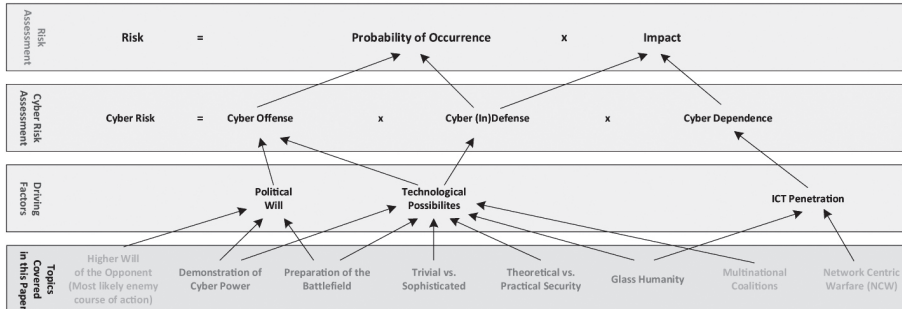 Risk
Assessment
Risk = Probability of Occurrence x Impact
Cyber Risk
Assessment
Cyber Risk = Cyber Offense x Cyber (In)Defense x Cyber Dependence
Driving
Factors
Political
Will
Technological
Possibilites
ICT Penetration
Topics
Covered
in this Paper
Higher Will
of the Opponent
(Most likely enemy
course of action)
Demonstration of
Cyber Power
Preparation of the
Battlefield
Trivial vs.
Sophisticated
Theoretical vs.
Practical Security
Glass Humanity
Multinational
Coalitions
Network Centric
Warfare (NCW)